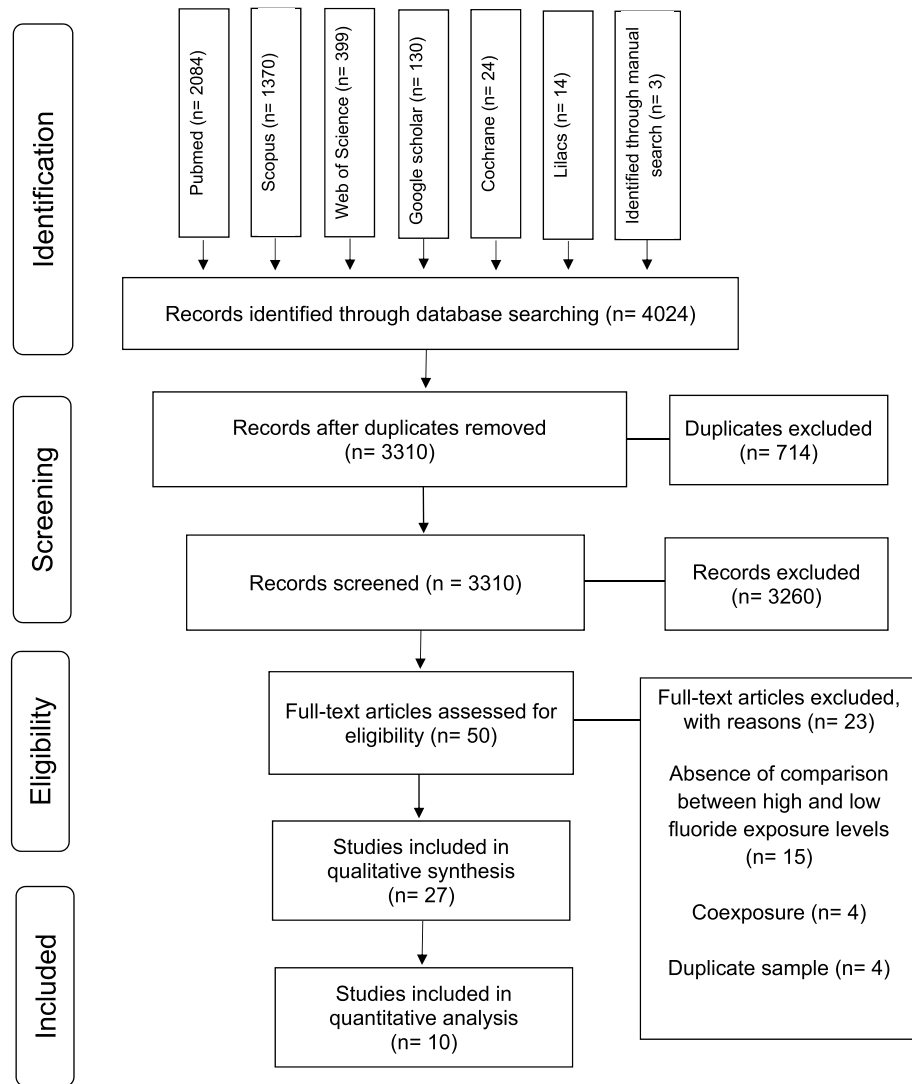 Identification
Pubmed (n= 2084)
Scopus (n= 1370)
Web of Science (n= 399)
Google scholar (n= 130)
Cochrane (n= 24)
Lilacs (n= 14)
Identified through manual
search (n= 3)
Records identified through database searching (n= 4024)
Screening
Records after duplicates removed
(n= 3310)
Duplicates excluded
(n= 714)
Records screened (n = 3310)
Records excluded
(n= 3260)
Eligibility
Full-text articles assessed for
eligibility (n= 50)
Full-text articles excluded,
with reasons (n= 23)
Absence of comparison
between high and low
fluoride exposure levels
(n= 15)
Coexposure (n= 4)
Duplicate sample (n= 4)
Studies included in
qualitative synthesis
(n= 27)
Included
Studies included in
quantitative analysis
(n= 10)